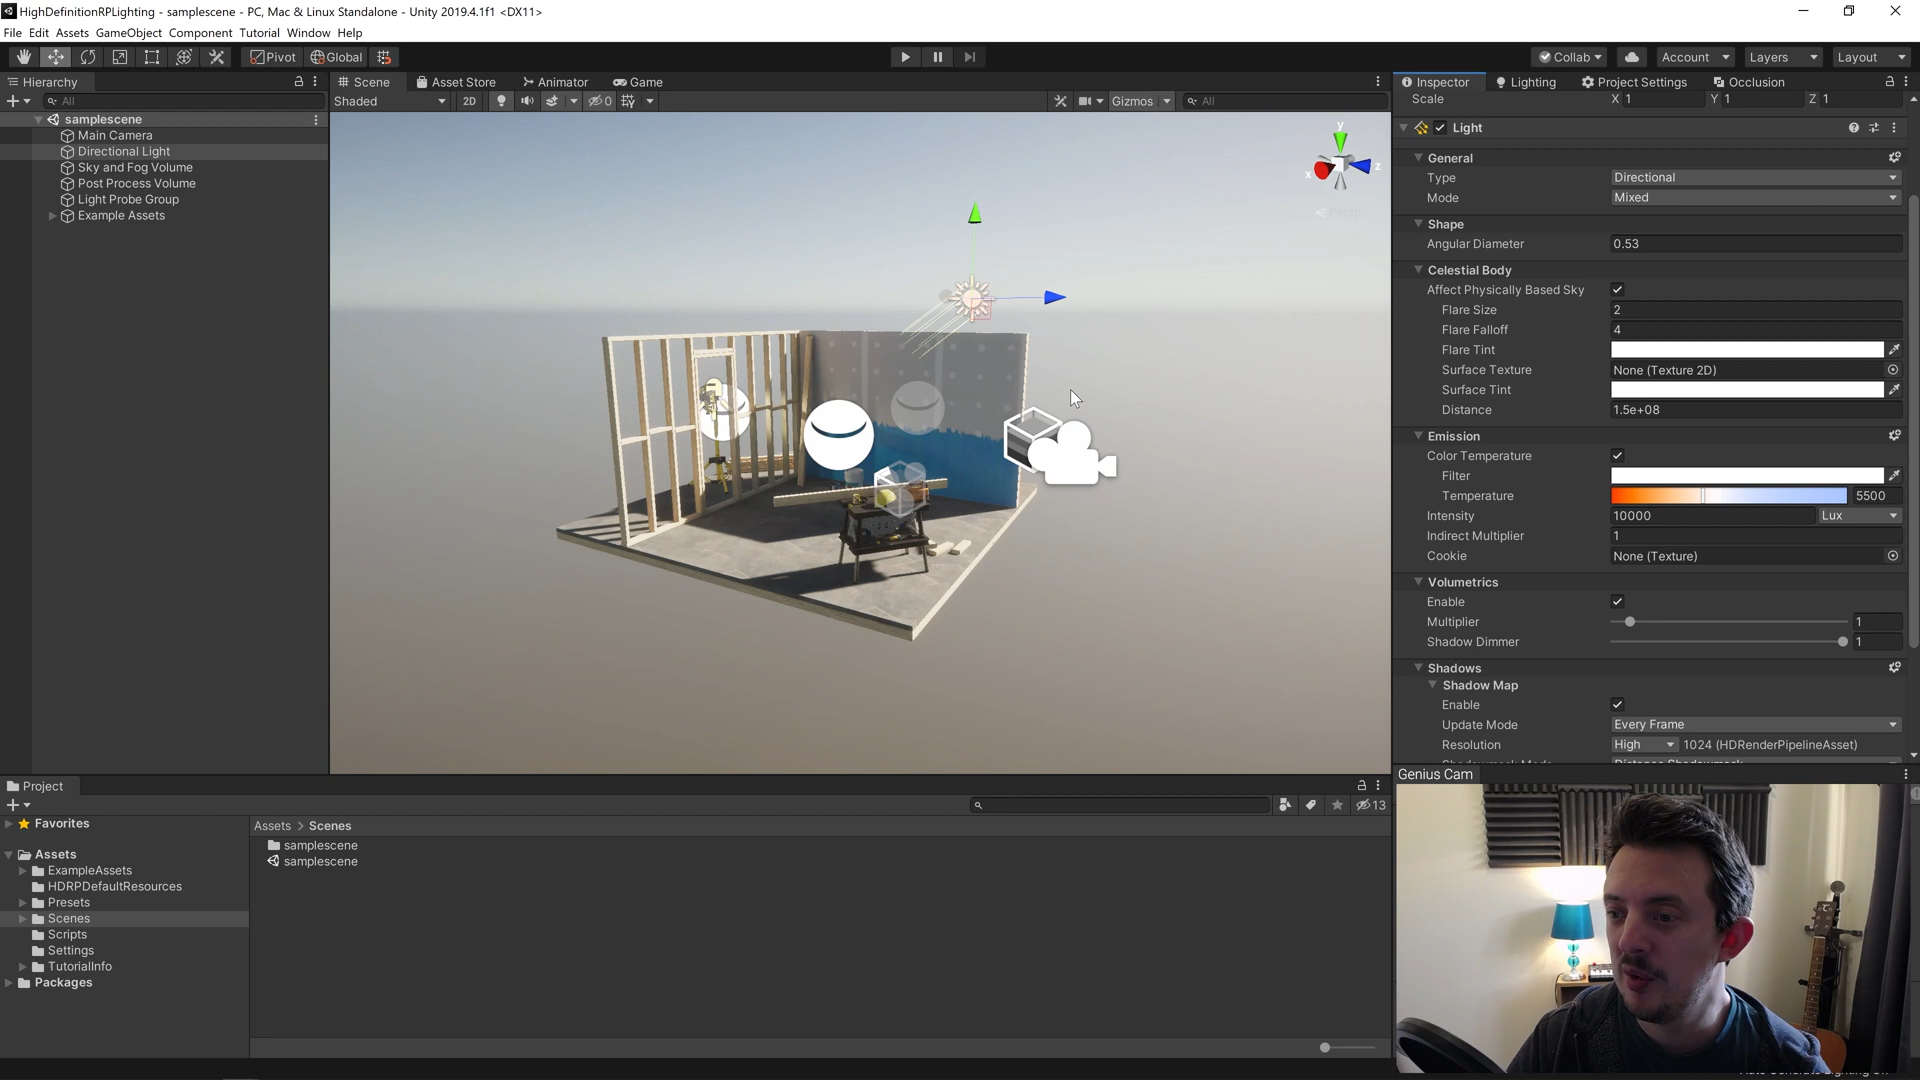 HighDefinitionRPLighting - samplescene - PC, Mac & Linux Standalone - Unity 2019.4.1f1 <DX11>
File Edit Assets GameObject Component Tutorial Window Help
Pivot Global Collab Account Layers Layout
Hierarchy
All
samplescene
Main Camera
Directional Light
Sky and Fog Volume
Post Process Volume
Light Probe Group
Example Assets
Scene Asset Store Animator Game
Shaded 2D 0 Gizmos All
y
x z
Persp
Inspector Lighting Project Settings Occlusion
Scale X 1 Y 1 Z 1
Light
General
Type Directional
Mode Mixed
Shape
Angular Diameter 0.53
Celestial Body
Affect Physically Based Sky
Flare Size 2
Flare Falloff 4
Flare Tint
Surface Texture None (Texture 2D)
Surface Tint
Distance 1.5e+08
Emission
Color Temperature
Filter
Temperature 5500
Intensity 10000 Lux
Indirect Multiplier 1
Cookie None (Texture)
Volumetrics
Enable
Multiplier 1
Shadow Dimmer 1
Shadows
Shadow Map
Enable
Update Mode Every Frame
Resolution High 1024 (HDRenderPipelineAsset)
Genius Cam
Project
13
Favorites
Assets
ExampleAssets
HDRPDefaultResources
Presets
Scenes
Scripts
Settings
TutorialInfo
Packages
Assets > Scenes
samplescene
samplescene